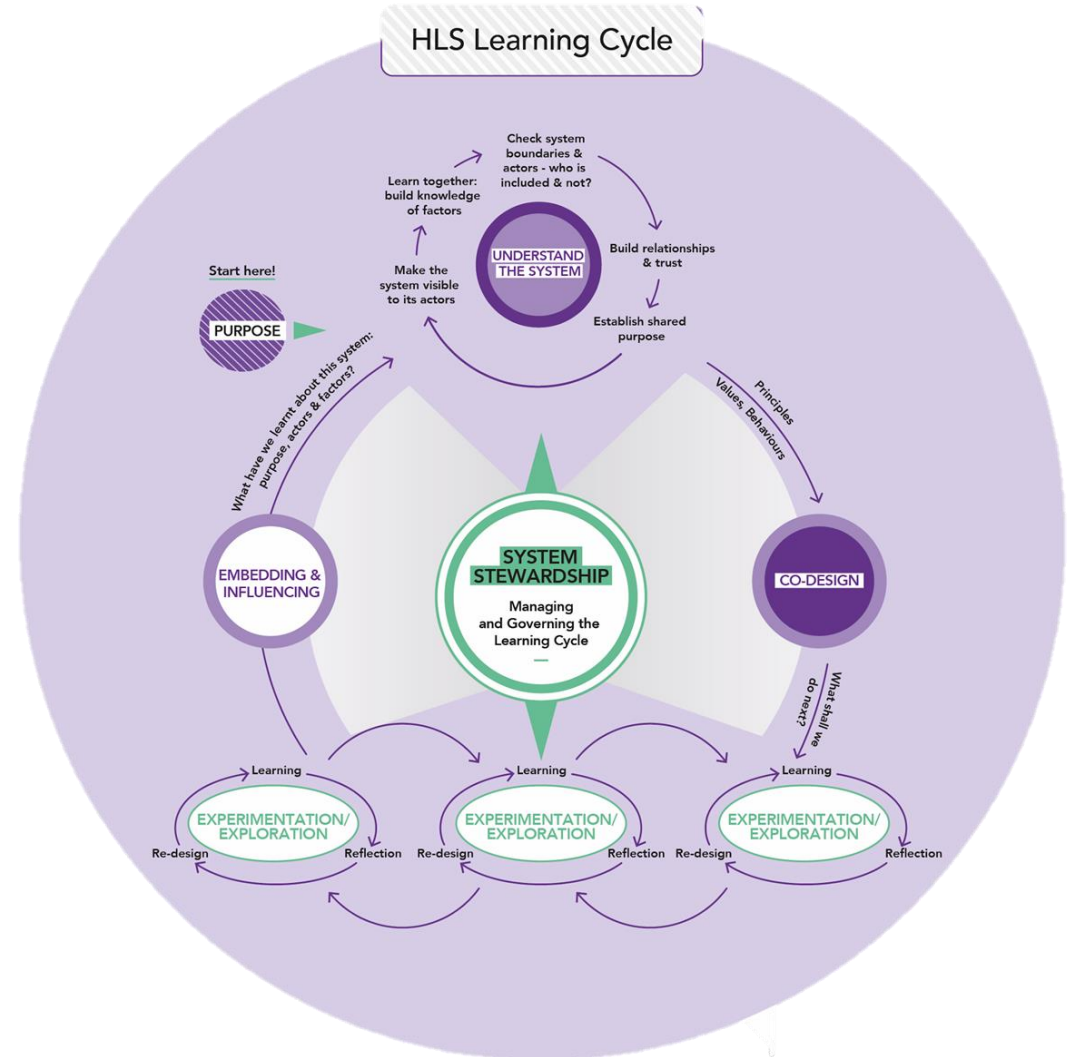 HLS Learning Cycle
Check system
boundaries &
actors - who is
included & not?
Learn together:
build knowledge
of factors
UNDERSTAND
THE SYSTEM
Build relationships
& trust
Start here!
Make the
system visible
to its actors
PURPOSE
Establish shared
purpose
What have we learnt about this system:
purpose, actors & factors?
Principles
Values, Behaviours
EMBEDDING &
INFLUENCING
SYSTEM
STEWARDSHIP
Managing
and Governing the
Learning Cycle
CO-DESIGN
What shall we
do next?
Learning
EXPERIMENTATION/
EXPLORATION
Re-design
Reflection
Learning
EXPERIMENTATION/
EXPLORATION
Re-design
Reflection
Learning
EXPERIMENTATION/
EXPLORATION
Re-design
Reflection